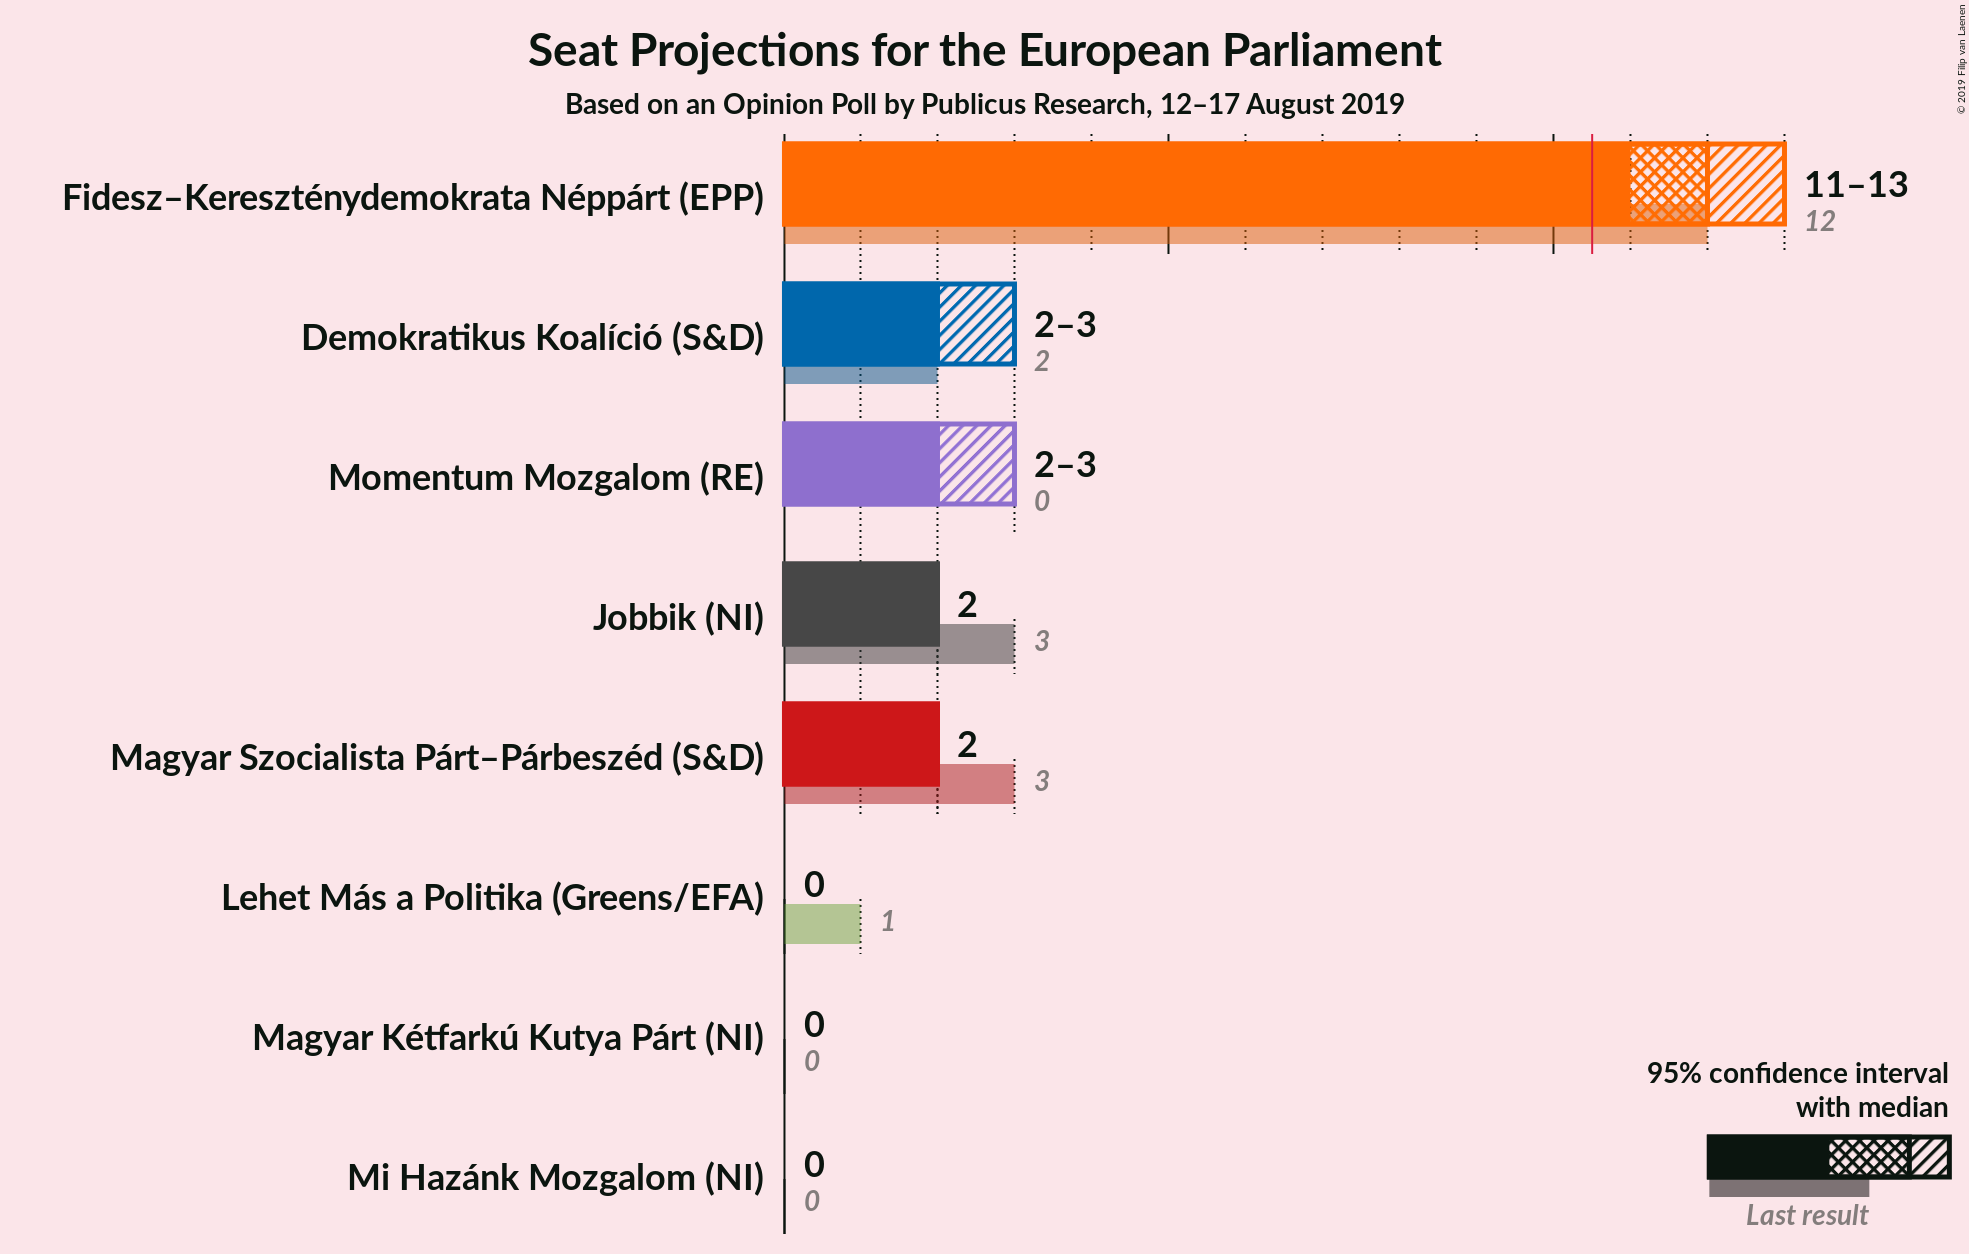 Seat Projections for the European Parliament
Based on an Opinion Poll by Publicus Research, 12–17 August 2019
© 2019 Filip van Laenen
Fidesz–Kereszténydemokrata Néppárt (EPP)
11–13
12
Demokratikus Koalíció (S&D)
2–3
2
Momentum Mozgalom (RE)
2–3
0
Jobbik (NI)
2
3
Magyar Szocialista Párt–Párbeszéd (S&D)
2
3
Lehet Más a Politika (Greens/EFA)
0
1
Magyar Kétfarkú Kutya Párt (NI)
0
0
Mi Hazánk Mozgalom (NI)
0
0
95% confidence interval
with median
Last result